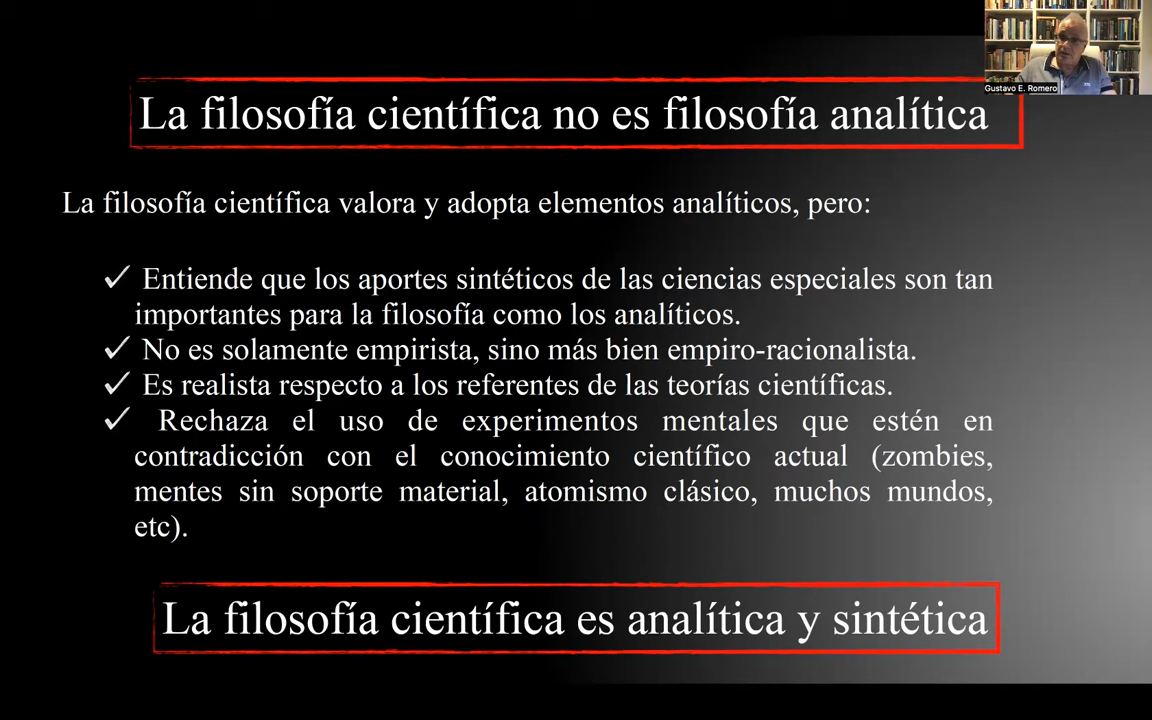 Gustavo E. Romero
La filosofía científica no es filosofía analítica
La filosofía científica valora y adopta elementos analíticos, pero:
✓ Entiende que los aportes sintéticos de las ciencias especiales son tan
importantes para la filosofía como los analíticos.
✓ No es solamente empirista, sino más bien empiro-racionalista.
✓ Es realista respecto a los referentes de las teorías científicas.
✓ Rechaza el uso de experimentos mentales que estén en
contradicción con el conocimiento científico actual (zombies,
mentes sin soporte material, atomismo clásico, muchos mundos,
etc).
La filosofía científica es analítica y sintética